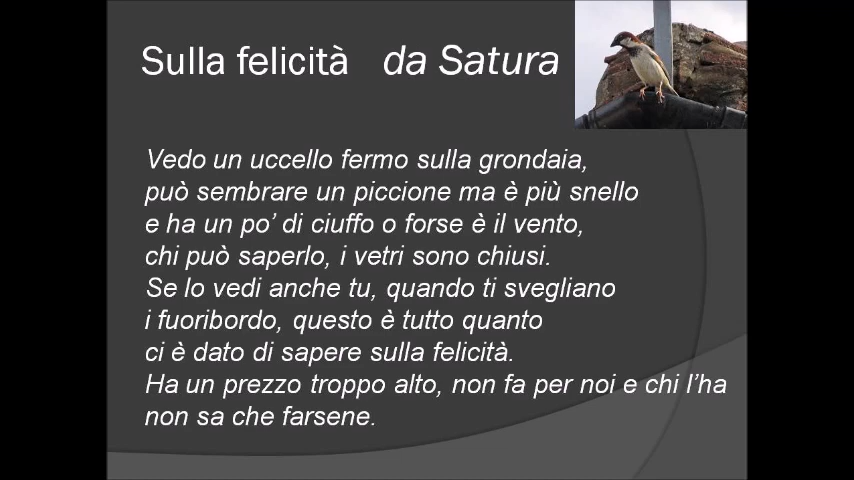 Sulla felicità da Satura
Vedo un uccello fermo sulla grondaia,
può sembrare un piccione ma è più snello
e ha un po’ di ciuffo o forse è il vento,
chi può saperlo, i vetri sono chiusi.
Se lo vedi anche tu, quando ti svegliano
i fuoribordo, questo è tutto quanto
ci è dato di sapere sulla felicità.
Ha un prezzo troppo alto, non fa per noi e chi l’ha
non sa che farsene.